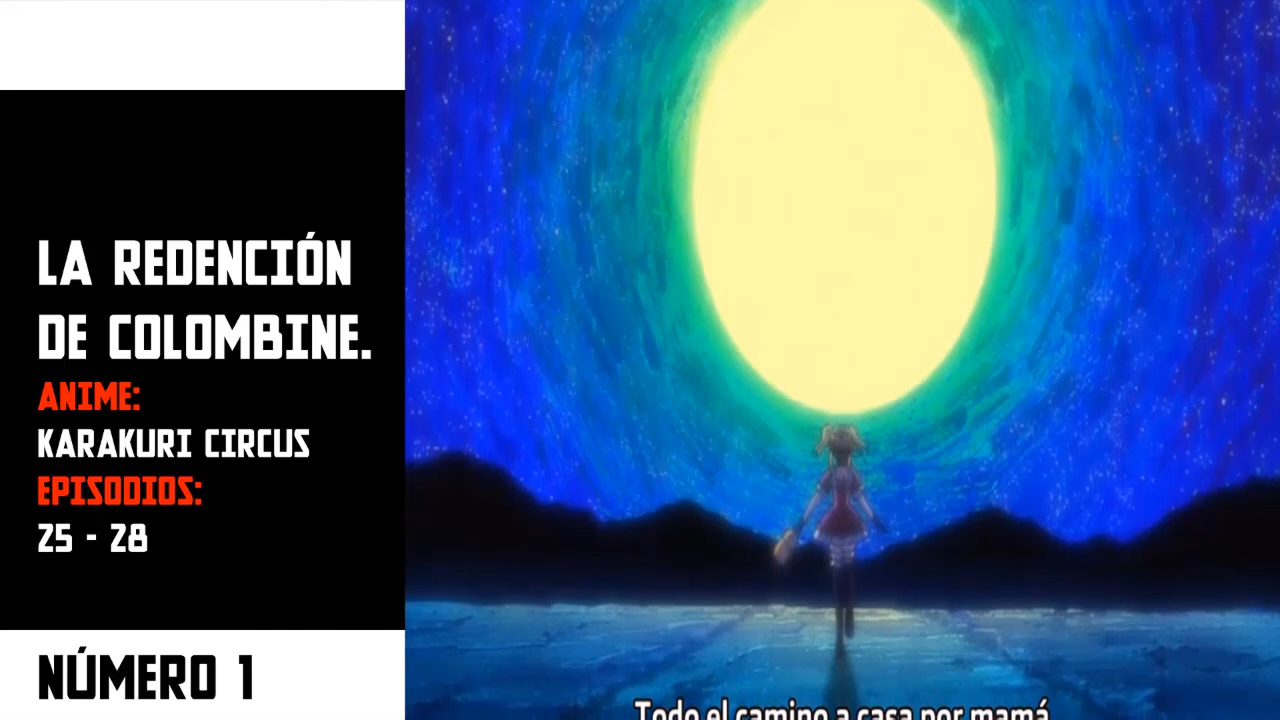 LA REDENCIÓN
DE COLOMBINE.
ANIME:
KARAKURI CIRCUS
EPISODIOS:
25 - 28
NÚMERO 1
Todo el camino a casa por mamá